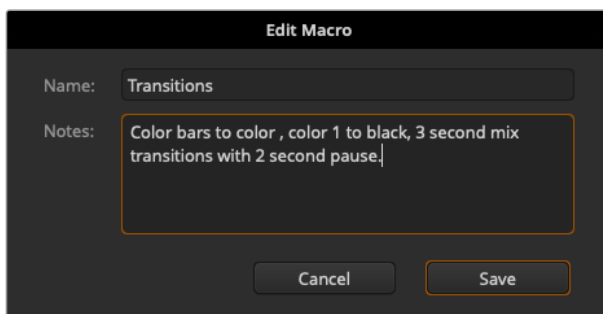 Edit Macro
Name: Transitions
Notes: Color bars to color , color 1 to black, 3 second mix
transitions with 2 second pause.
Cancel Save